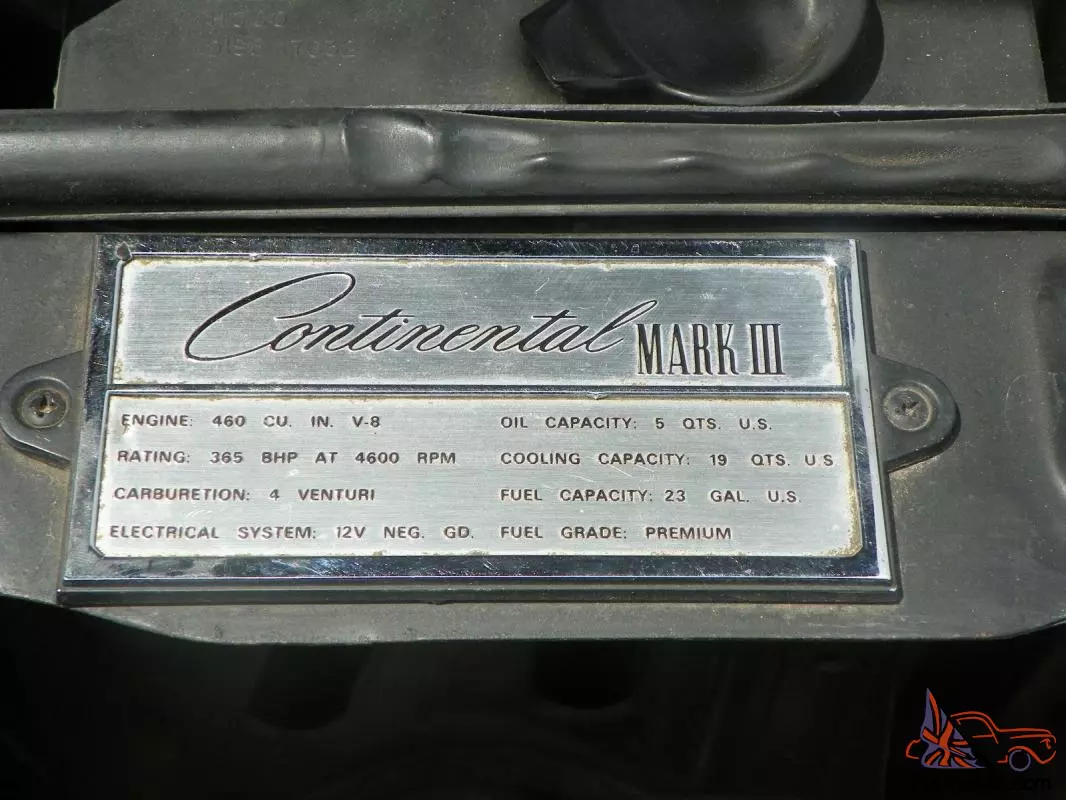 Continental MARK III
ENGINE: 460 CU. IN. V-8
RATING: 365 BHP AT 4600 RPM
CARBURETION: 4 VENTURI
ELECTRICAL SYSTEM: 12V NEG. GD.
OIL CAPACITY: 5 QTS. U.S.
COOLING CAPACITY: 19 QTS. U.S
FUEL CAPACITY: 23 GAL. U.S.
FUEL GRADE: PREMIUM